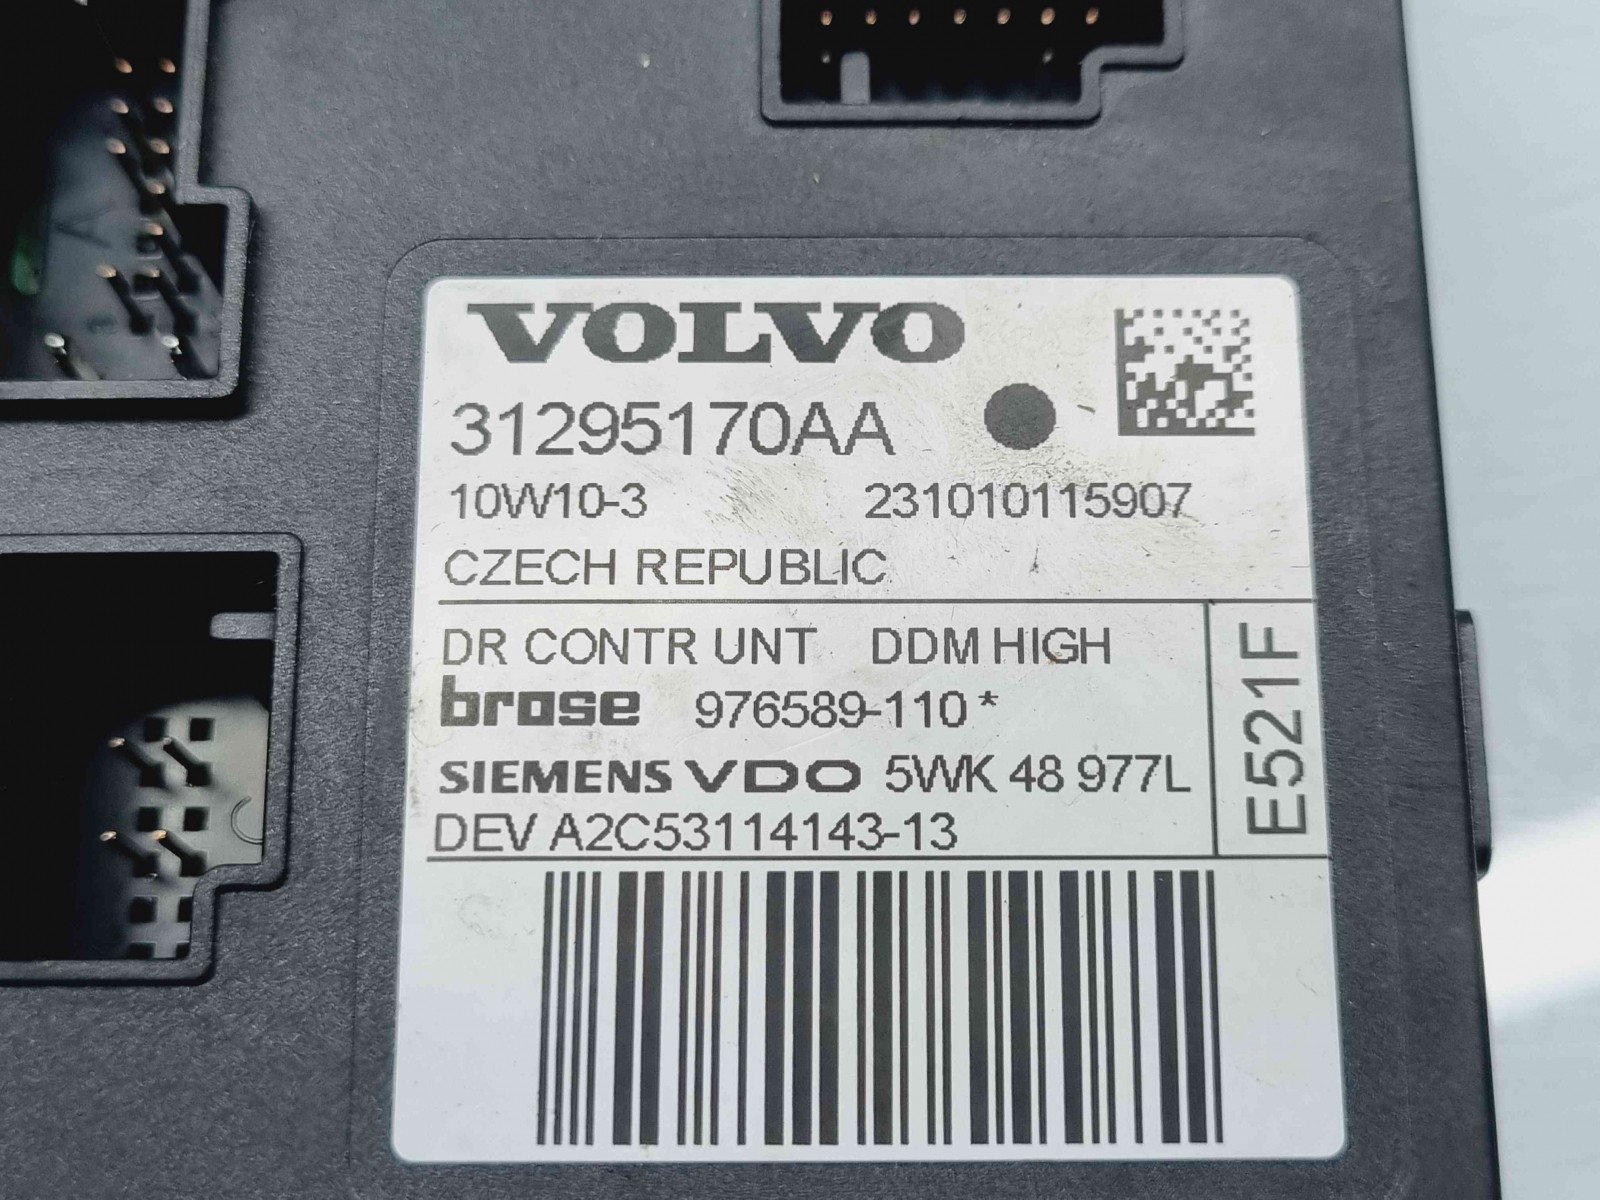 VOLVO
31295170AA
10W10-3 231010115907
CZECH REPUBLIC
DR CONTR UNT DDM HIGH
brose 976589-110*
SIEMENS VDO 5WK 48 977L
DEV A2C53114143-13
E521F